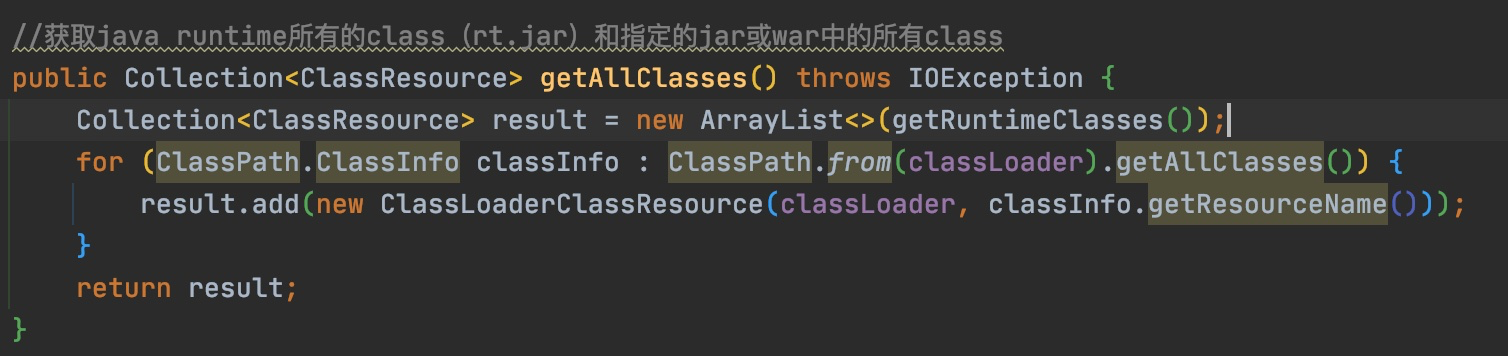 //获取java runtime所有的class（rt.jar）和指定的jar或war中的所有class
public Collection<ClassResource> getAllClasses() throws IOException {
    Collection<ClassResource> result = new ArrayList<>(getRuntimeClasses());
    for (ClassPath.ClassInfo classInfo : ClassPath.from(classLoader).getAllClasses()) {
        result.add(new ClassLoaderClassResource(classLoader, classInfo.getResourceName()));
    }
    return result;
}